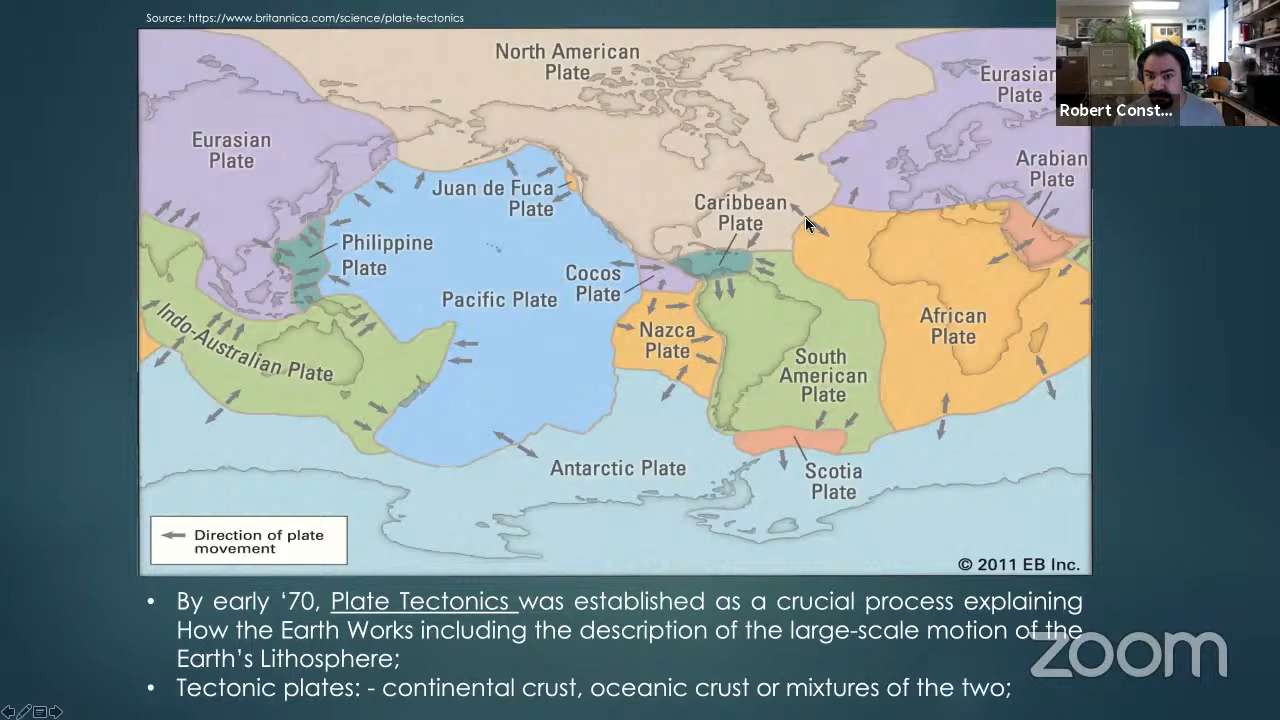 Source: https://www.britannica.com/science/plate-tectonics
North American
Plate
Eurasian
Plate
Robert Const...
Eurasian
Plate
Arabian
Plate
Juan de Fuca
Plate
Caribbean
Plate
Philippine
Plate
Cocos
Plate
Pacific Plate
Indo-Australian Plate
Nazca
Plate
African
Plate
South
American
Plate
Antarctic Plate
Scotia
Plate
Direction of plate
movement
© 2011 EB Inc.
• By early ‘70, Plate Tectonics was established as a crucial process explaining
How the Earth Works including the description of the large-scale motion of the
Earth’s Lithosphere;
zoom
• Tectonic plates: - continental crust, oceanic crust or mixtures of the two;